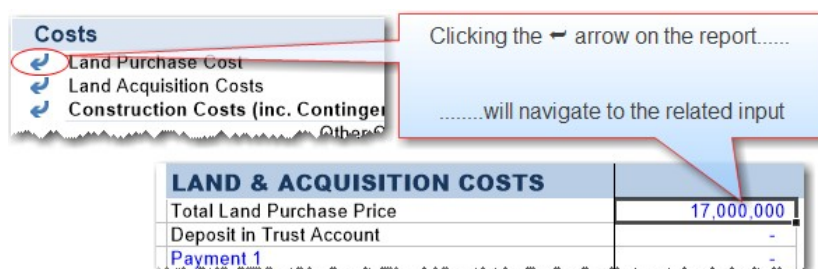 Costs
Land Purchase Cost
Land Acquisition Costs
Construction Costs (inc. Continger
Other
Clicking the arrow on the report......
........will navigate to the related input
LAND & ACQUISITION COSTS
Total Land Purchase Price 17,000,000
Deposit in Trust Account -
Payment 1 -